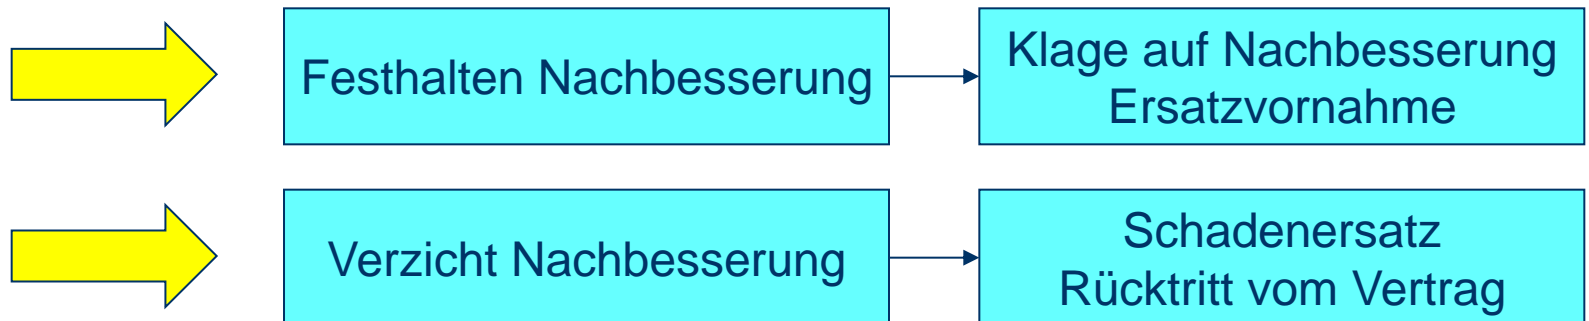 Festhalten Nachbesserung
Klage auf Nachbesserung
Ersatzvornahme
Verzicht Nachbesserung
Schadenersatz
Rücktritt vom Vertrag